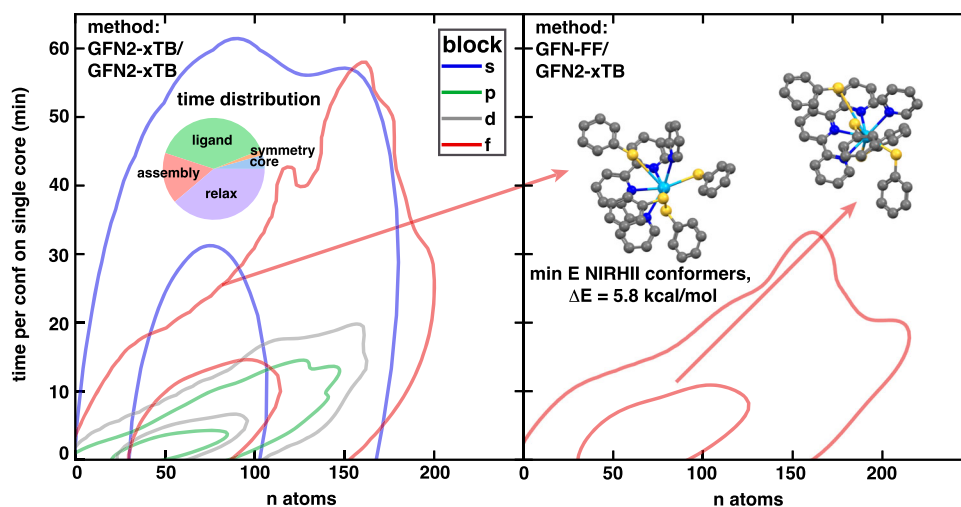 method:
GFN2-xTB/
GFN2-xTB
time distribution
ligand
symmetry
core
assembly
relax
block
s
p
d
f
time per conf on single core (min)
60
50
40
30
20
10
0
0
50
100
150
200
n atoms
method:
GFN-FF/
GFN2-xTB
min E NIRHII conformers,
ΔE = 5.8 kcal/mol
0
50
100
150
200
n atoms